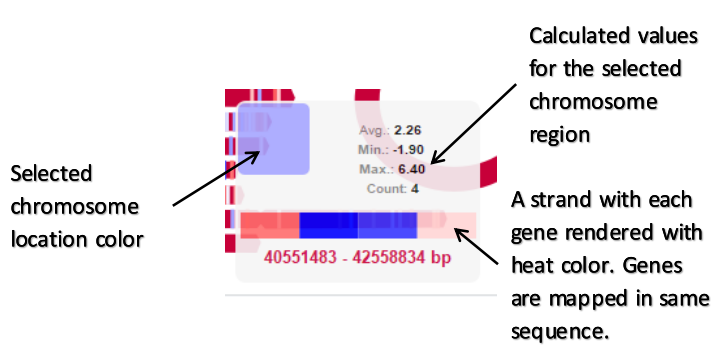 Calculated values
for the selected
chromosome
region
Avg.: 2.26
Min.: -1.90
Max.: 6.40
Count: 4
Selected
chromosome
location color
40551483 - 42558834 bp
A strand with each
gene rendered with
heat color. Genes
are mapped in same
sequence.